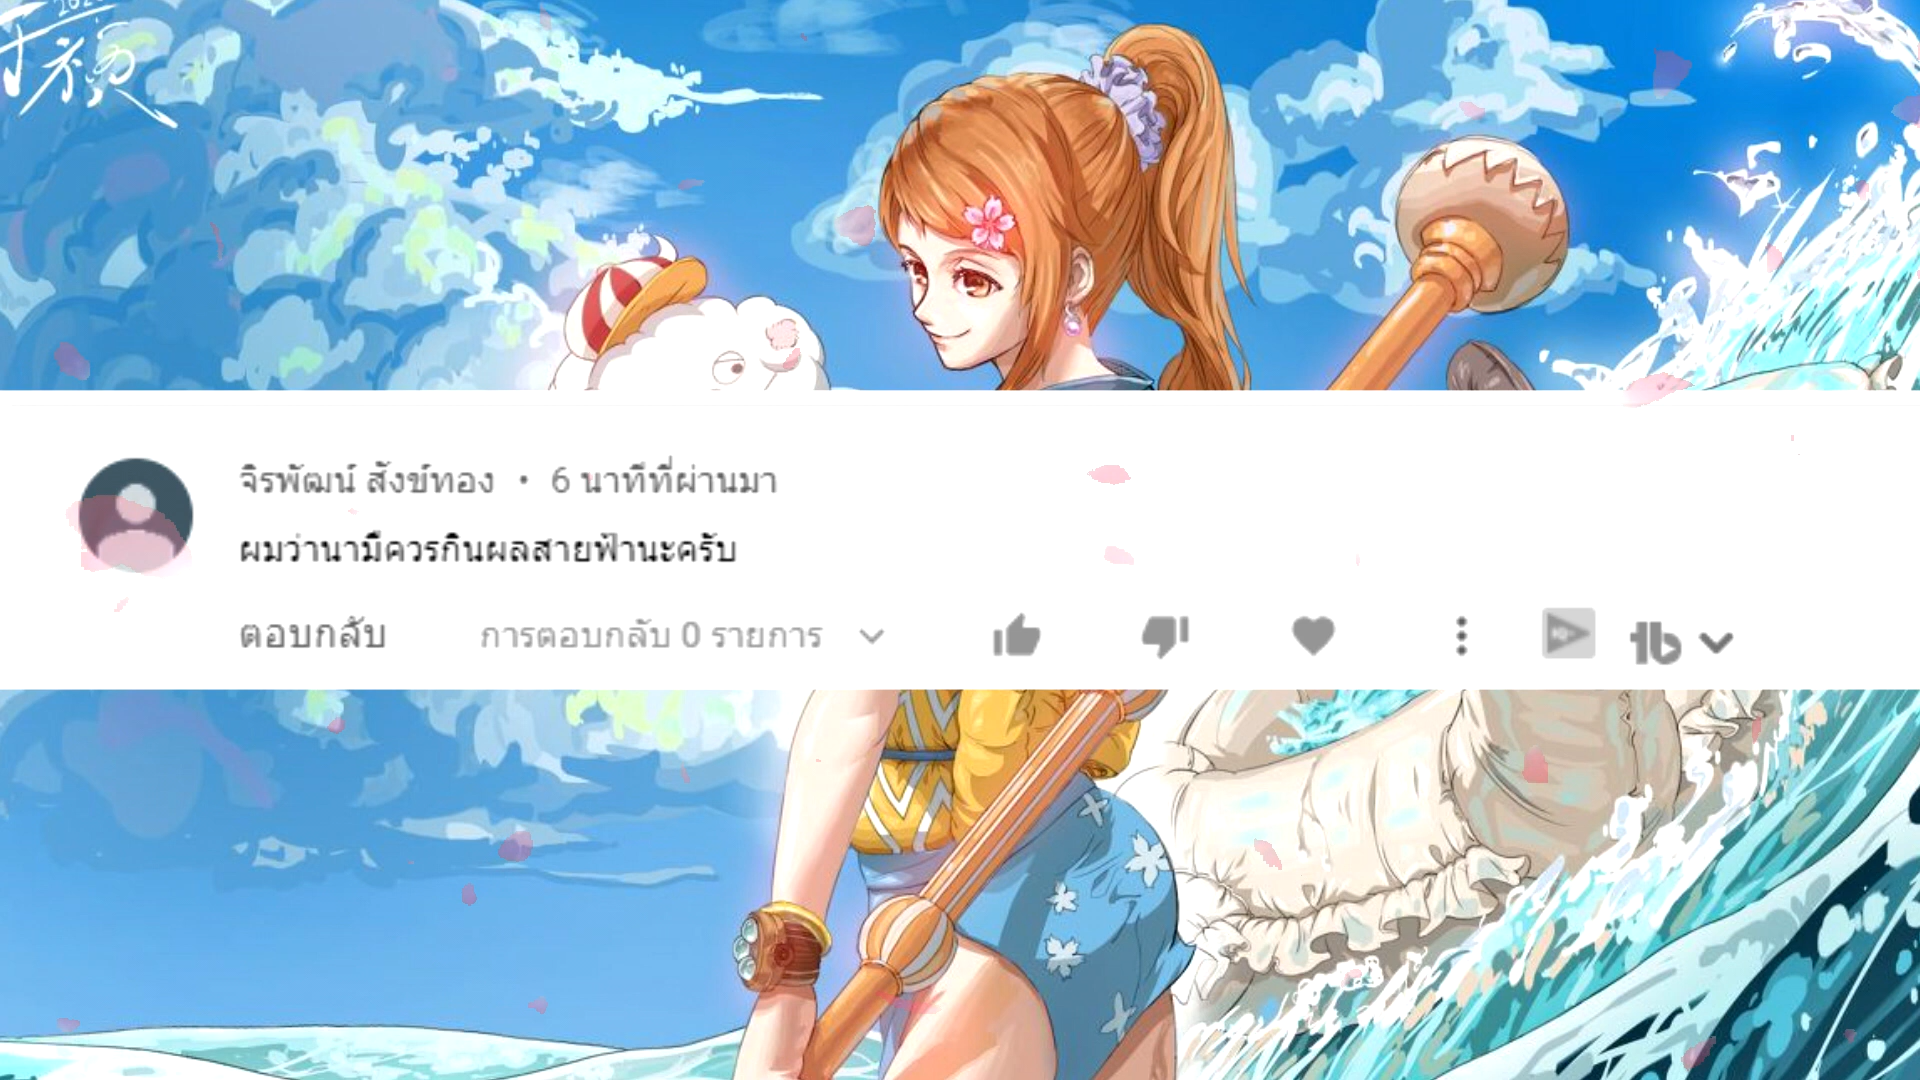 2020
จิรพัฒน์ สังข์ทอง • 6 นาทีที่ผ่านมา
ผมว่านามิควรกินผลสายฟ้านะครับ
ตอบกลับ การตอบกลับ 0 รายการ